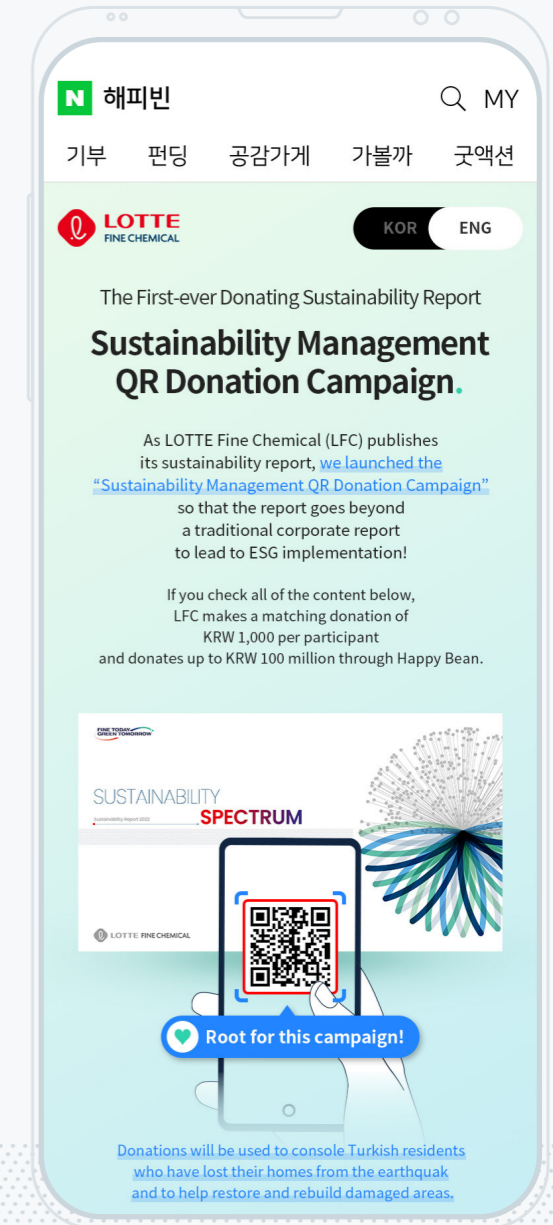 N 해피빈 MY
기부 펀딩 공감가게 가볼까 굿액션
LOTTE
FINE CHEMICAL
KOR ENG
The First-ever Donating Sustainability Report
Sustainability Management
QR Donation Campaign.
As LOTTE Fine Chemical (LFC) publishes
its sustainability report, we launched the
“Sustainability Management QR Donation Campaign”
so that the report goes beyond
a traditional corporate report
to lead to ESG implementation!
If you check all of the content below,
LFC makes a matching donation of
KRW 1,000 per participant
and donates up to KRW 100 million through Happy Bean.
FINE TODAY
GREEN TOMORROW
SUSTAINABILITY
Sustainability Report 2022
SPECTRUM
LOTTE FINE CHEMICAL
Root for this campaign!
Donations will be used to console Turkish residents
who have lost their homes from the earthquak
and to help restore and rebuild damaged areas.